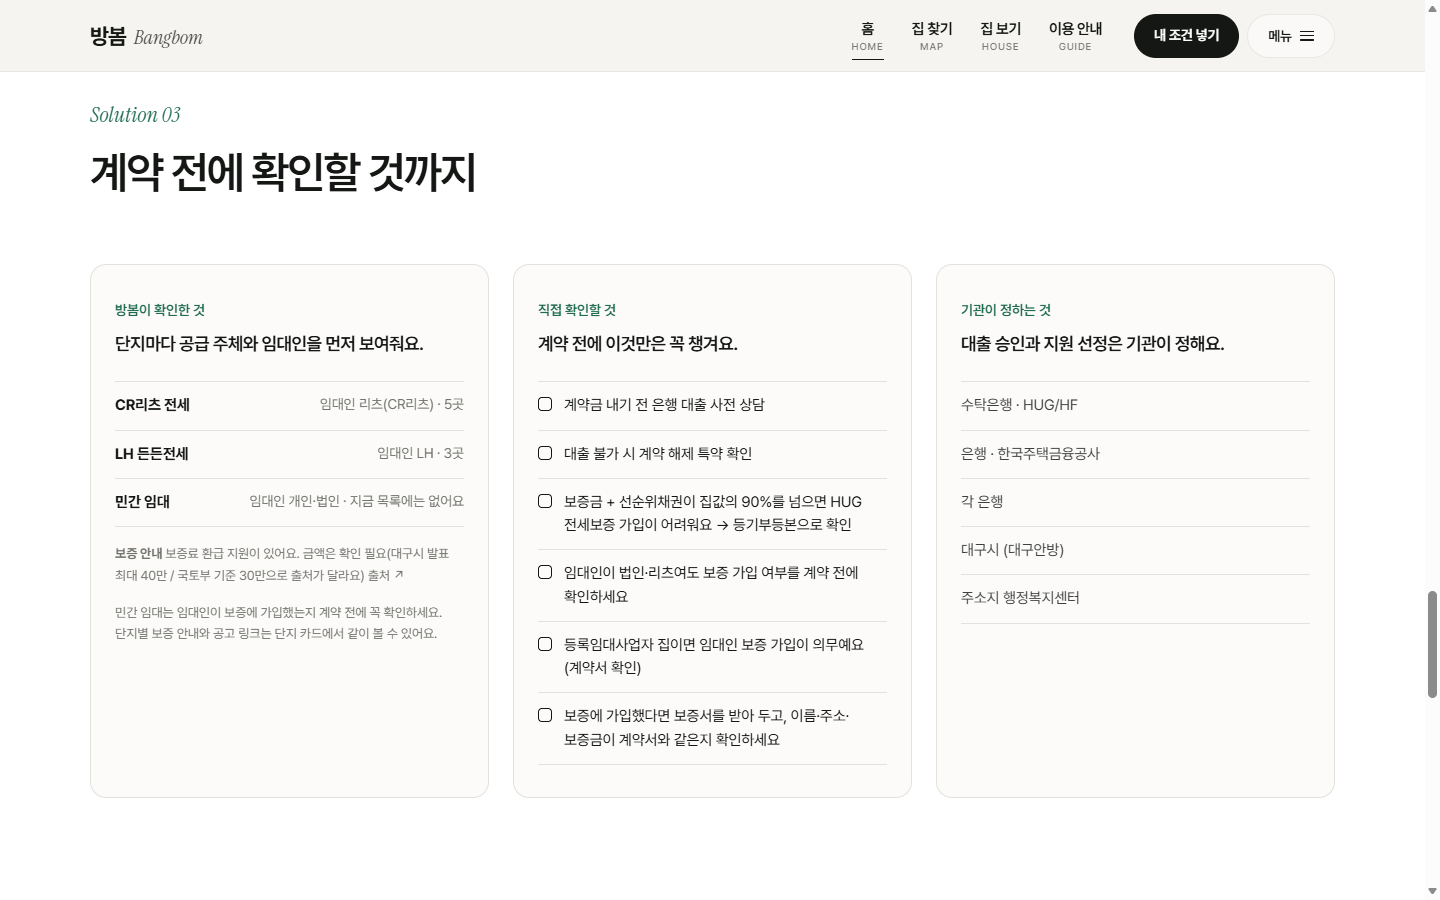 방봄 Bangbom
홈 집 찾기 집 보기 이용 안내
HOME MAP HOUSE GUIDE
내 조건 넣기
메뉴
Solution 03
계약 전에 확인할 것까지
방봄이 확인한 것
단지마다 공급 주체와 임대인을 먼저 보여줘요.
CR리츠 전세 임대인 리츠(CR리츠) · 5곳
LH 든든전세 임대인 LH · 3곳
민간 임대 임대인 개인·법인 · 지금 목록에는 없어요
보증 안내 보증료 환급 지원이 있어요. 금액은 확인 필요(대구시 발표
최대 40만 / 국토부 기준 30만으로 출처가 달라요) 출처 ↗
민간 임대는 임대인이 보증에 가입했는지 계약 전에 꼭 확인하세요.
단지별 보증 안내와 공고 링크는 단지 카드에서 같이 볼 수 있어요.
직접 확인할 것
계약 전에 이것만은 꼭 챙겨요.
계약금 내기 전 은행 대출 사전 상담
대출 불가 시 계약 해제 특약 확인
보증금 + 선순위채권이 집값의 90%를 넘으면 HUG
전세보증 가입이 어려워요 → 등기부등본으로 확인
임대인이 법인·리츠여도 보증 가입 여부를 계약 전에
확인하세요
등록임대사업자 집이면 임대인 보증 가입이 의무예요
(계약서 확인)
보증에 가입했다면 보증서를 받아 두고, 이름·주소·
보증금이 계약서와 같은지 확인하세요
기관이 정하는 것
대출 승인과 지원 선정은 기관이 정해요.
수탁은행 · HUG/HF
은행 · 한국주택금융공사
각 은행
대구시 (대구안방)
주소지 행정복지센터